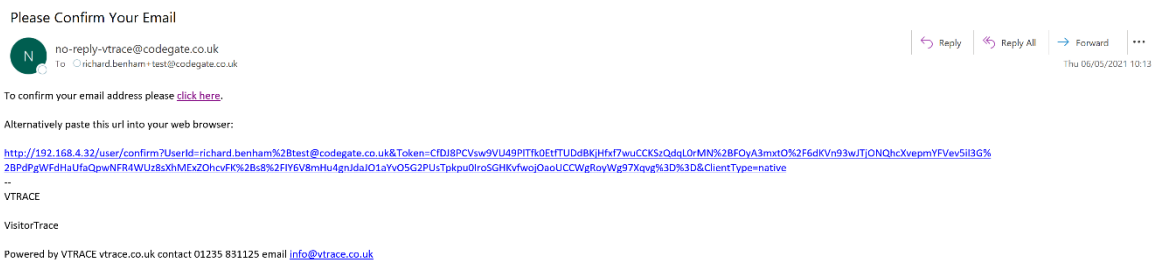 Please Confirm Your Email
N
no-reply-vtrace@codegate.co.uk
To richard.benham+test@codegate.co.uk
Reply
Reply All
Forward
Thu 06/05/2021 10:13
To confirm your email address please click here.
Alternatively paste this url into your web browser:
http://192.168.4.32/user/confirm?UserId=richard.benham%2Btest@codegate.co.uk&Token=CfDJ8PCVsw9VU49PlTfk0EtfTUDdBKjHfxf7wuCCKSzQdqL0rMN%2BFOyA3mxtO%2F6dKVn93wJTjONQhcXvepmYFVev5iI3G%
2BPdPgWFdHaUfaQpwNFR4WUz8sXhMExZOhcvFK%2Bs8%2FIY6V8mHu4gnJdaJO1aYvO5G2PUsTpkpu0IroSGHKvfwojOaoUCCWgRoyWg97Xqvg%3D%3D&ClientType=native
--
VTRACE
VisitorTrace
Powered by VTRACE vtrace.co.uk contact 01235 831125 email info@vtrace.co.uk